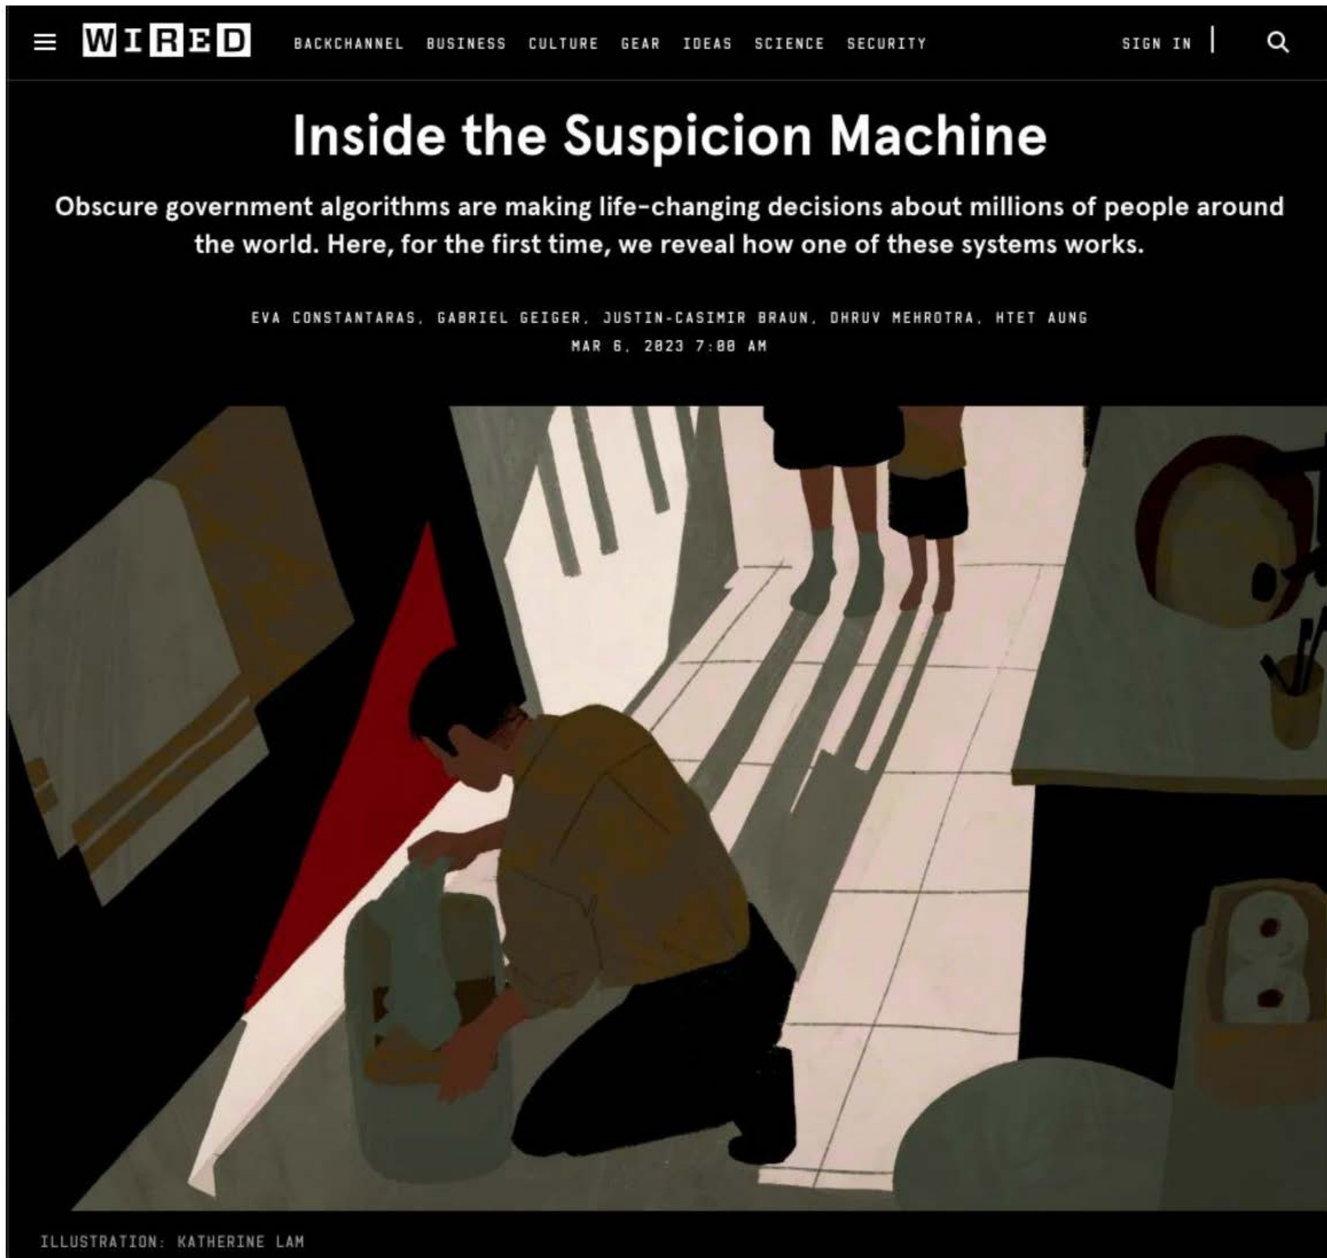 WIRED
BACKCHANNEL BUSINESS CULTURE GEAR IDEAS SCIENCE SECURITY
SIGN IN
Inside the Suspicion Machine
Obscure government algorithms are making life-changing decisions about millions of people around
the world. Here, for the first time, we reveal how one of these systems works.
EVA CONSTANTARAS, GABRIEL GEIGER, JUSTIN-CASIMIR BRAUN, DHRUV MEHROTRA, HTET AUNG
MAR 6, 2023 7:00 AM
ILLUSTRATION: KATHERINE LAM